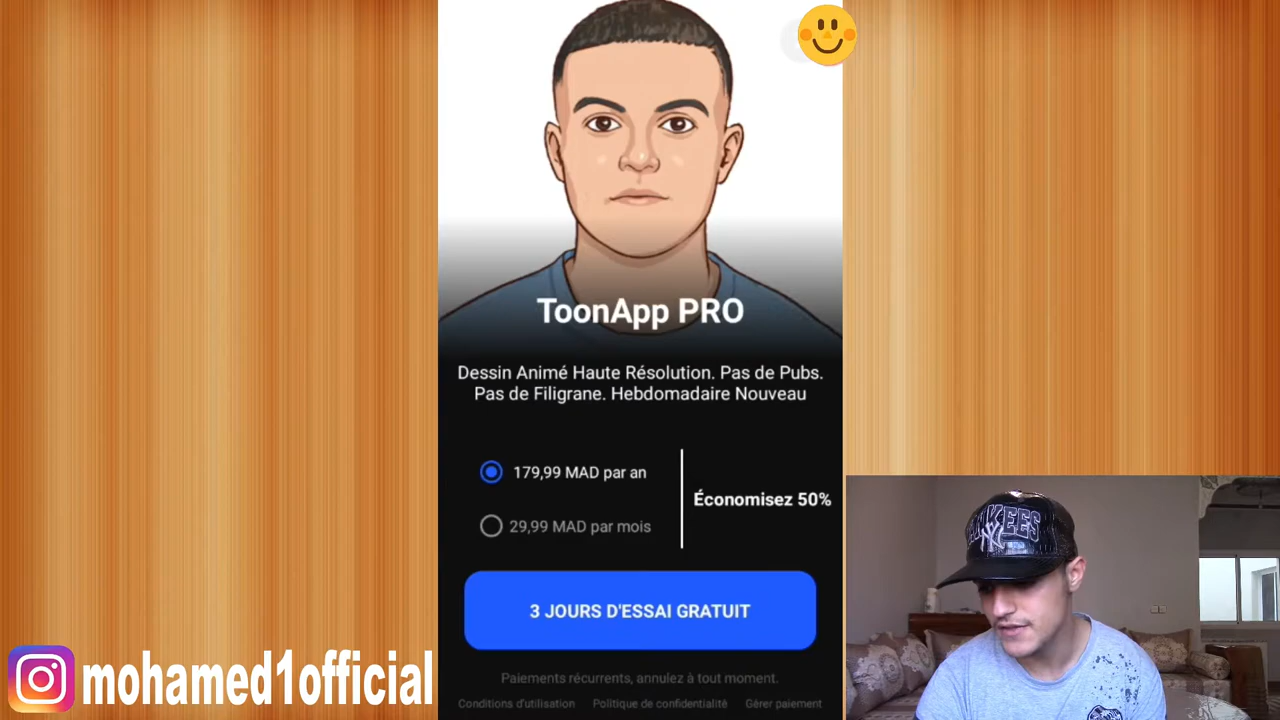 ToonApp PRO
Dessin Animé Haute Résolution. Pas de Pubs.
Pas de Filigrane. Hebdomadaire Nouveau
179,99 MAD par an
29,99 MAD par mois
Économisez 50%
3 JOURS D'ESSAI GRATUIT
Paiements récurrents, annulez à tout moment.
Conditions d'utilisation Politique de confidentialité Gérer paiement
mohamed1official
YANKEES
NY